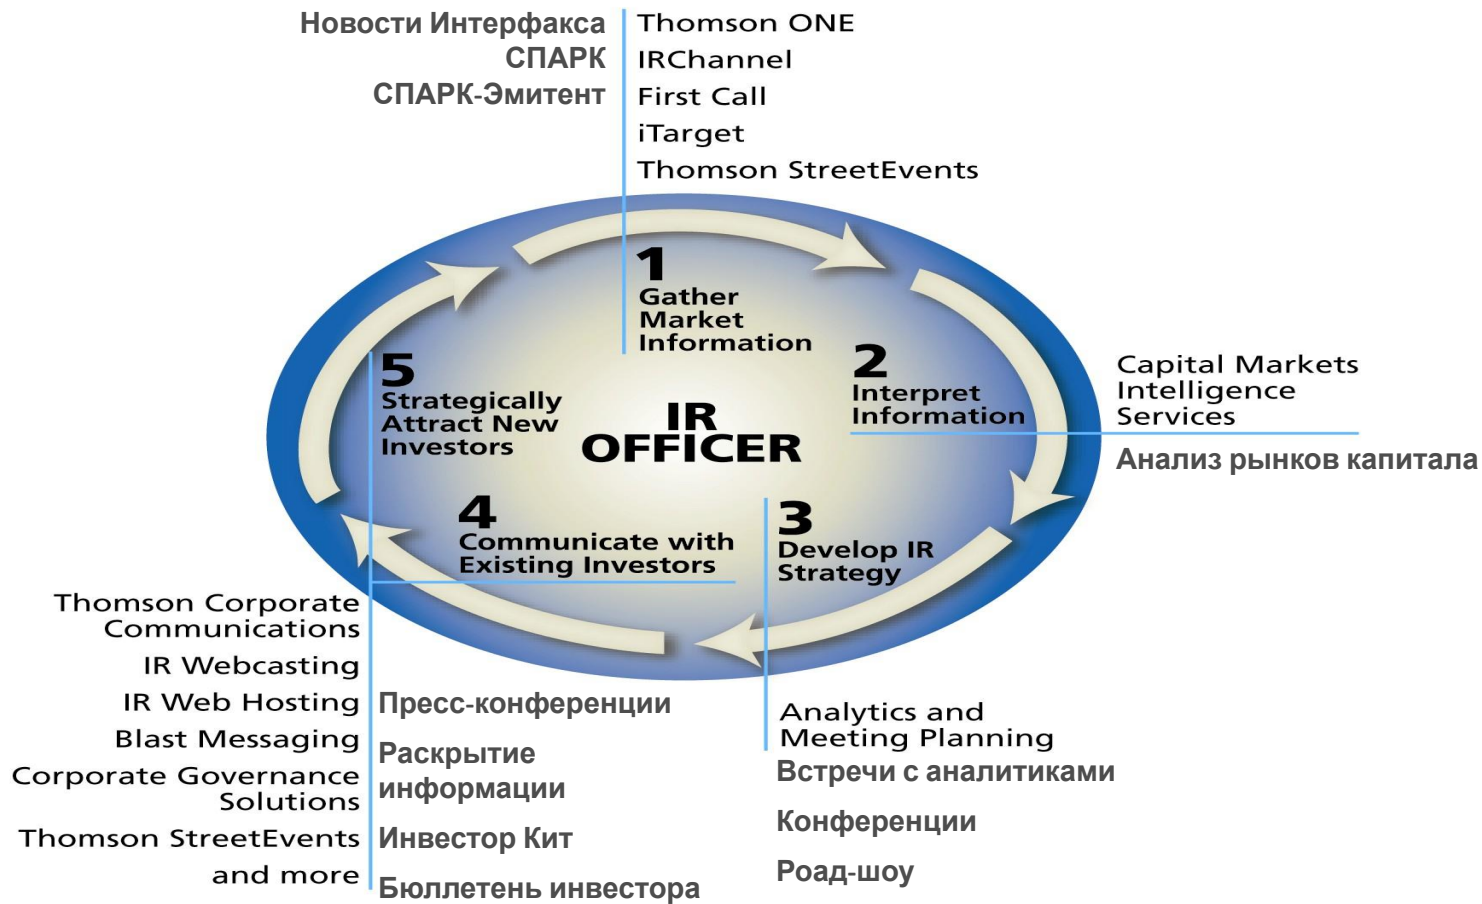 Новости Интерфакса
СПАРК
СПАРК-Эмитент
Thomson ONE
IRChannel
First Call
iTarget
Thomson StreetEvents
1
Gather
Market
Information
2
Interpret
Information
Capital Markets
Intelligence
Services
Анализ рынков капитала
5
Strategically
Attract New
Investors
IR
OFFICER
4
Communicate with
Existing Investors
3
Develop IR
Strategy
Thomson Corporate
Communications
IR Webcasting
IR Web Hosting
Blast Messaging
Corporate Governance
Solutions
Thomson StreetEvents
and more
Пресс-конференции
Раскрытие
информации
Инвестор Кит
Бюллетень инвестора
Analytics and
Meeting Planning
Встречи с аналитиками
Конференции
Роад-шоу